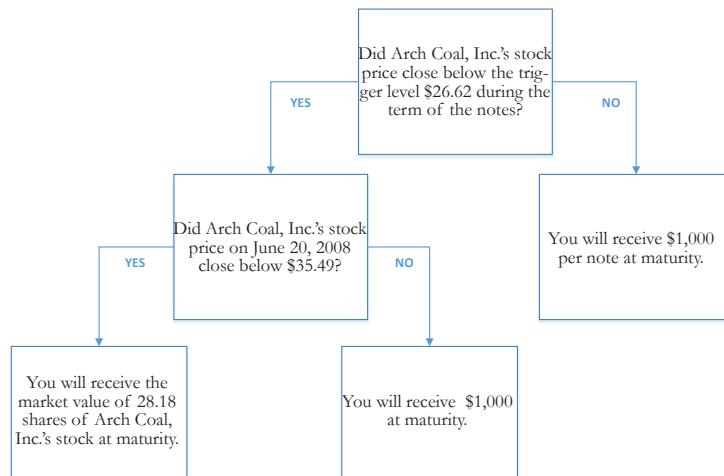 Did Arch Coal, Inc.'s stock
price close below the trig-
ger level $26.62 during the
term of the notes?
YES
NO
Did Arch Coal, Inc.'s stock
price on June 20, 2008
close below $35.49?
You will receive $1,000
per note at maturity.
YES
NO
You will receive the
market value of 28.18
shares of Arch Coal,
Inc.'s stock at maturity.
You will receive $1,000
at maturity.